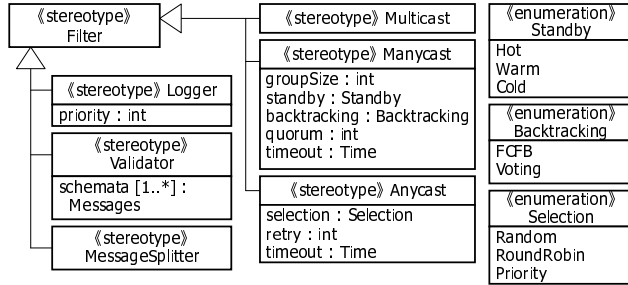 《stereotype》
Filter
《stereotype》 Logger
priority : int
《stereotype》
Validator
schemata [1..*] :
Messages
《stereotype》
MessageSplitter
《stereotype》 Multicast
《stereotype》 Manycast
groupSize : int
standby : Standby
backtracking : Backtracking
quorum : int
timeout : Time
《stereotype》 Anycast
selection : Selection
retry : int
timeout : Time
《enumeration》
Standby
Hot
Warm
Cold
《enumeration》
Backtracking
FCFB
Voting
《enumeration》
Selection
Random
RoundRobin
Priority